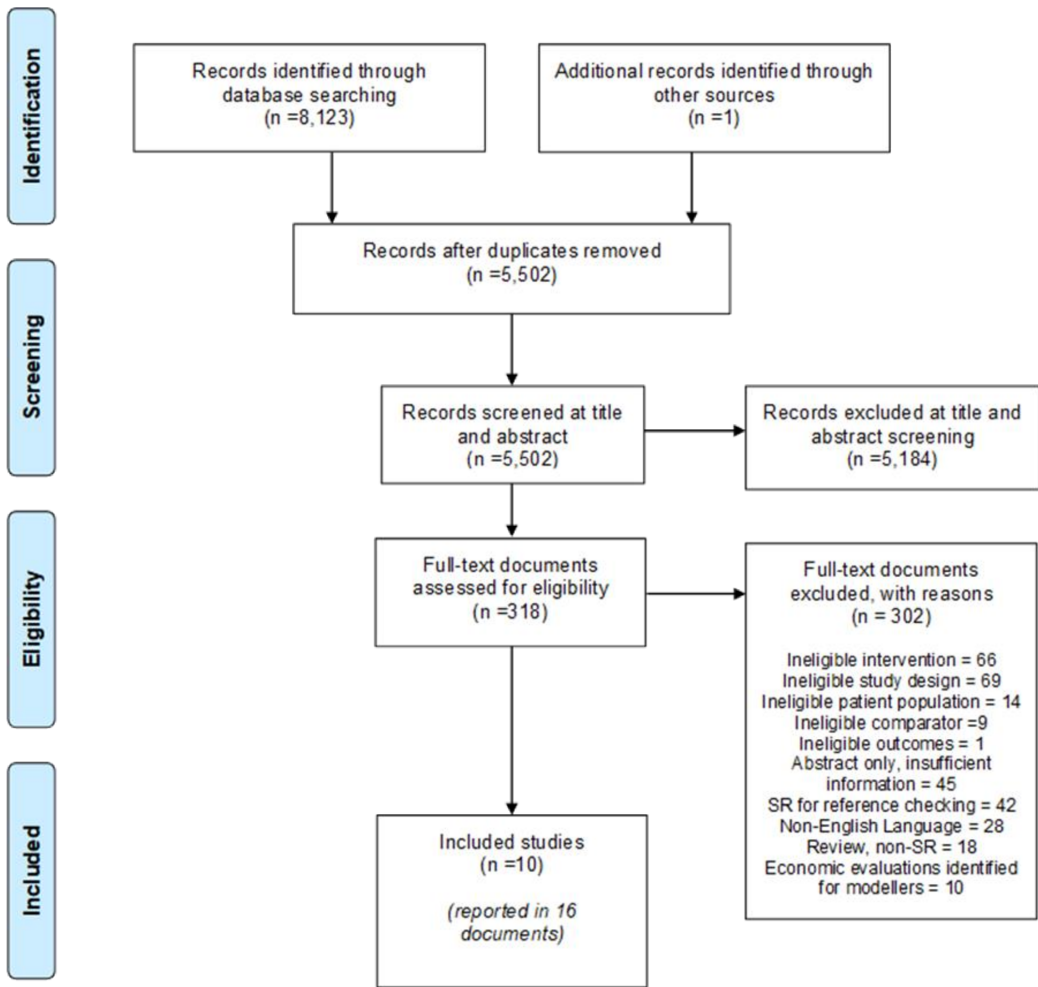 Identification
Records identified through
database searching
(n =8,123)
Additional records identified through
other sources
(n =1)
Records after duplicates removed
(n =5,502)
Screening
Records screened at title
and abstract
(n =5,502)
Records excluded at title and
abstract screening
(n =5,184)
Eligibility
Full-text documents
assessed for eligibility
(n =318)
Full-text documents
excluded, with reasons
(n = 302)
Ineligible intervention = 66
Ineligible study design = 69
Ineligible patient population = 14
Ineligible comparator =9
Ineligible outcomes = 1
Abstract only, insufficient
information = 45
SR for reference checking = 42
Non-English Language = 28
Review, non-SR = 18
Economic evaluations identified
for modellers = 10
Included
Included studies
(n =10)
(reported in 16
documents)